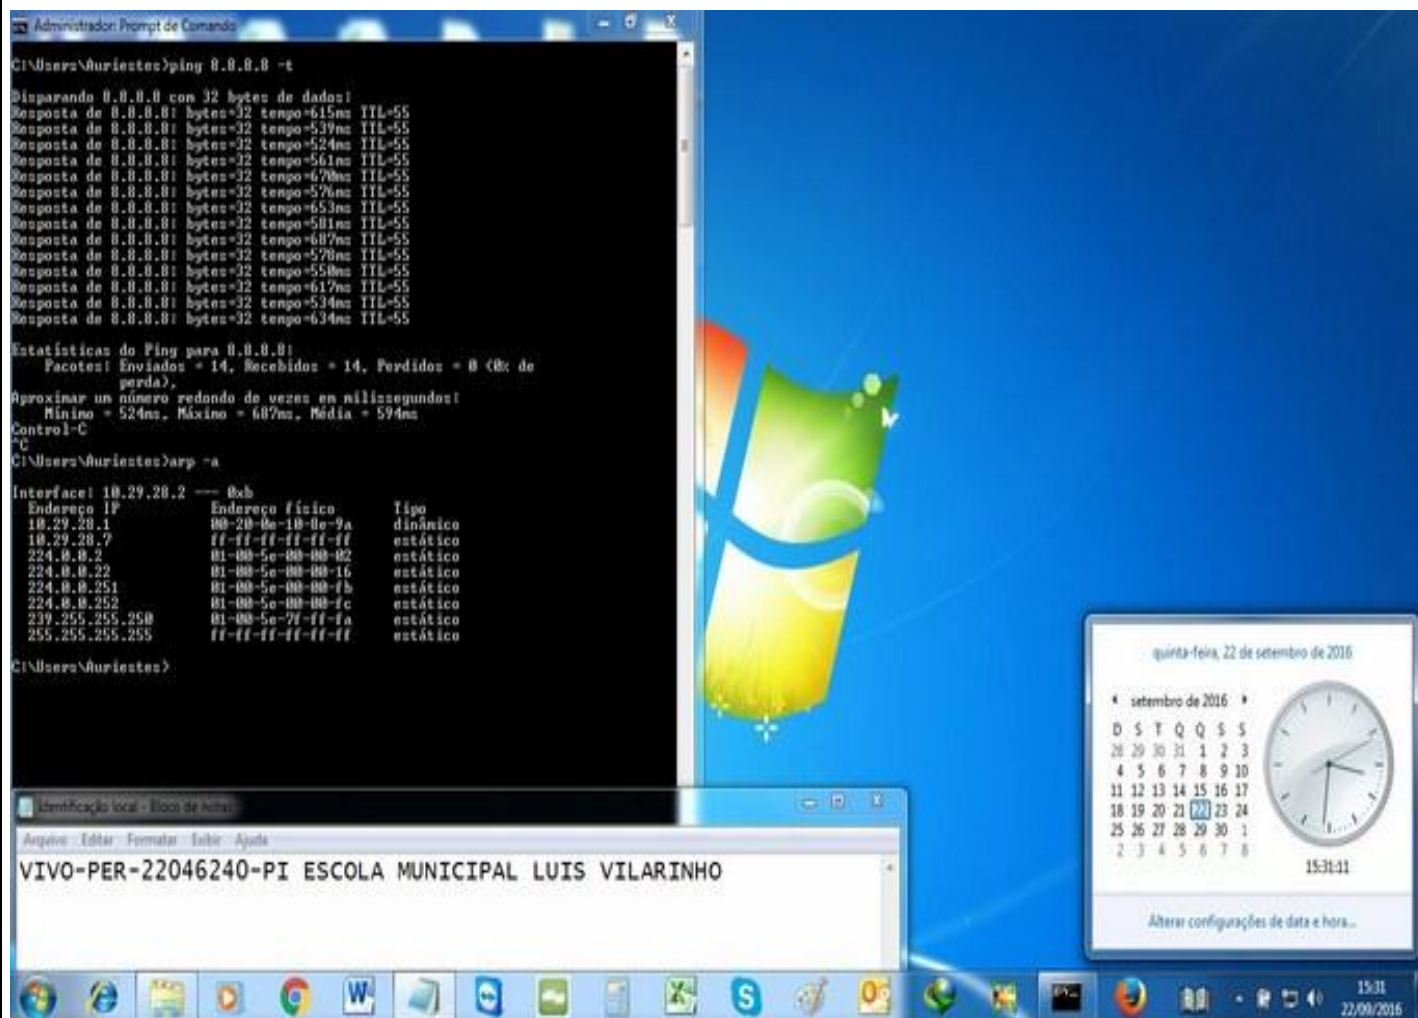 Administrador: Prompt de Comando
C:\Users\Auriestes>ping 8.8.8.8 -t
Disparando 8.8.8.8 com 32 bytes de dados:
Resposta de 8.8.8.8: bytes=32 tempo=615ms TTL=55
Resposta de 8.8.8.8: bytes=32 tempo=539ms TTL=55
Resposta de 8.8.8.8: bytes=32 tempo=524ms TTL=55
Resposta de 8.8.8.8: bytes=32 tempo=561ms TTL=55
Resposta de 8.8.8.8: bytes=32 tempo=670ms TTL=55
Resposta de 8.8.8.8: bytes=32 tempo=576ms TTL=55
Resposta de 8.8.8.8: bytes=32 tempo=653ms TTL=55
Resposta de 8.8.8.8: bytes=32 tempo=581ms TTL=55
Resposta de 8.8.8.8: bytes=32 tempo=687ms TTL=55
Resposta de 8.8.8.8: bytes=32 tempo=578ms TTL=55
Resposta de 8.8.8.8: bytes=32 tempo=550ms TTL=55
Resposta de 8.8.8.8: bytes=32 tempo=617ms TTL=55
Resposta de 8.8.8.8: bytes=32 tempo=534ms TTL=55
Resposta de 8.8.8.8: bytes=32 tempo=634ms TTL=55
Estatísticas do Ping para 8.8.8.8:
Pacotes: Enviados = 14, Recebidos = 14, Perdidos = 0 (0% de
perda),
Aproximar um número redondo de vezes em milissegundos:
Mínimo = 524ms, Máximo = 687ms, Média = 594ms
Control-C
^C
C:\Users\Auriestes>arp -a
Interface: 10.29.28.2 --- 0xb
Endereço IP Endereço físico Tipo
10.29.28.1 00-20-0e-10-8e-9a dinâmico
10.29.28.7 ff-ff-ff-ff-ff-ff estático
224.0.0.2 01-00-5e-00-00-02 estático
224.0.0.22 01-00-5e-00-00-16 estático
224.0.0.251 01-00-5e-00-00-fb estático
224.0.0.252 01-00-5e-00-00-fc estático
239.255.255.250 01-00-5e-7f-ff-fa estático
255.255.255.255 ff-ff-ff-ff-ff-ff estático
C:\Users\Auriestes>
Identificação local - Bloco de notas
Arquivo Editar Formatar Exibir Ajuda
VIVO-PER-22046240-PI ESCOLA MUNICIPAL LUIS VILARINHO
quinta-feira, 22 de setembro de 2016
setembro de 2016
D S T Q Q S S
28 29 30 31 1 2 3
4 5 6 7 8 9 10
11 12 13 14 15 16 17
18 19 20 21 22 23 24
25 26 27 28 29 30 1
2 3 4 5 6 7 8
15:31:11
Alterar configurações de data e hora...
15:31
22/09/2016